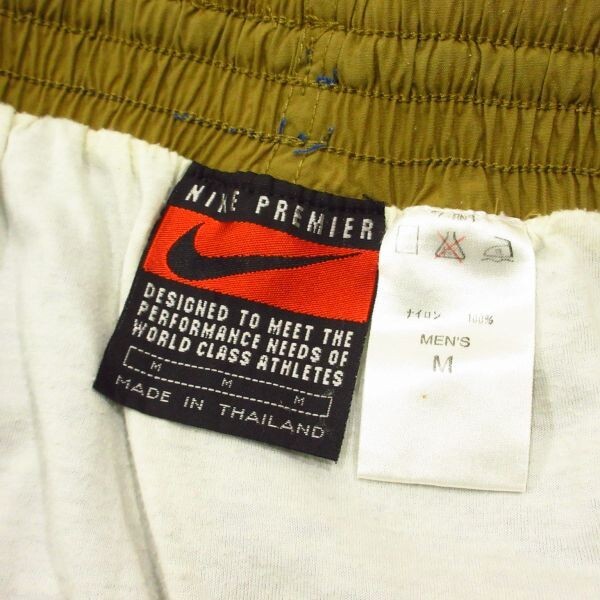 NIKE PREMIER
DESIGNED TO MEET THE
PERFORMANCE NEEDS OF
WORLD CLASS ATHLETES
M M M
MADE IN THAILAND
ナイロン 100%
MEN'S
M